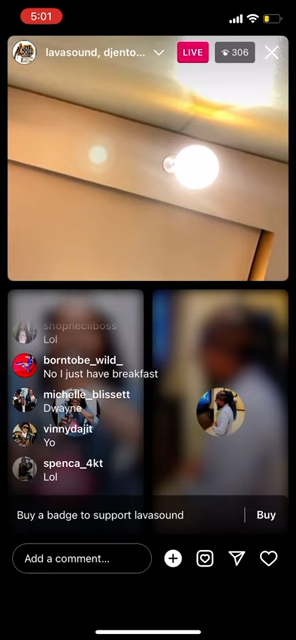 5:01
lavasound, djento...
LIVE
306
shopnecilboss
Lol
borntobe_wild_
No I just have breakfast
michelle_blissett
Dwayne
vinnydajit
Yo
spenca_4kt
Lol
Buy a badge to support lavasound
Buy
Add a comment...